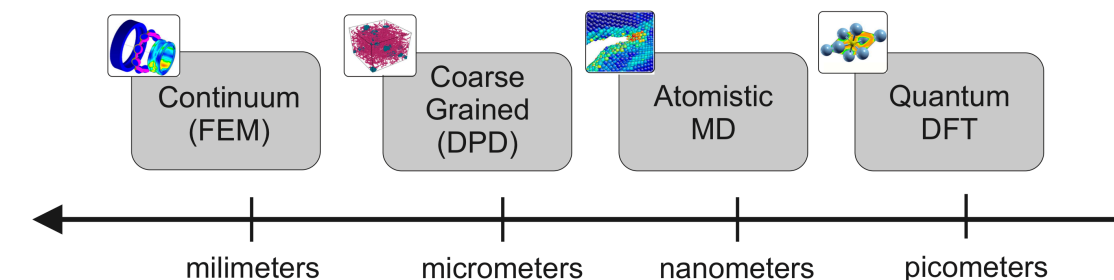 Continuum
(FEM)
Coarse
Grained
(DPD)
Atomistic
MD
Quantum
DFT
milimeters
micrometers
nanometers
picometers